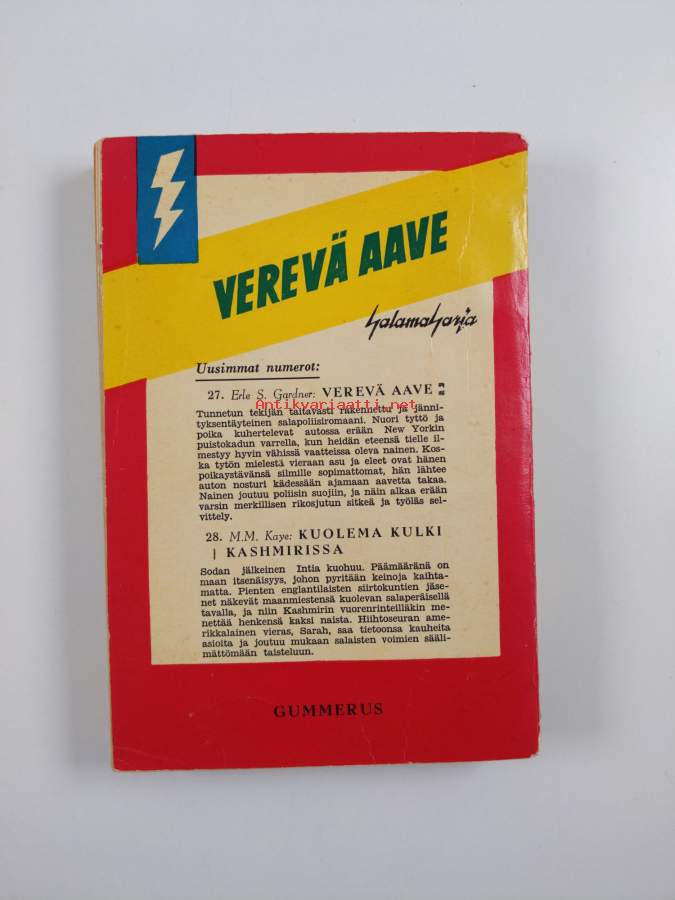 VEREVÄ AAVE
Salamasarja
Uusimmat numerot:
27. Erle S. Gardner: VEREVÄ AAVE
Antikvariaatti.net
Tunnetun tekijän taitavasti rakennettu ja jänni-
tyksentäyteinen salapoliisiromaani. Nuori tyttö ja
poika kuhertelevat autossa erään New Yorkin
puistokadun varrella, kun heidän eteensä tielle il-
mestyy hyvin vähissä vaatteissa oleva nainen. Kos-
ka tytön mielestä vieraan asu ja eleet ovat hänen
poikaystävänsä silmille sopimattomat, hän lähtee
auton nosturi kädessään ajamaan aavetta takaa.
Nainen joutuu poliisin suojiin, ja näin alkaa erään
varsin merkillisen rikosjutun sitkeä ja työläs sel-
vittely.
28. M.M. Kaye: KUOLEMA KULKI
KASHMIRISSA
Sodan jälkeinen Intia kuohuu. Päämääränä on
maan itsenäisyys, johon pyritään keinoja kaihta-
matta. Pienten englantilaisten siirtokuntien jäse-
net näkevät maanmiestensä kuolevan salaperäisellä
tavalla, ja niin Kashmirin vuorenrinteilläkin me-
nettää henkensä kaksi naista. Hiihtoseuran ame-
rikkalainen vieras, Sarah, saa tietoonsa kauheita
asioita ja joutuu mukaan salaisten voimien sääli-
mättömään taisteluun.
GUMMERUS